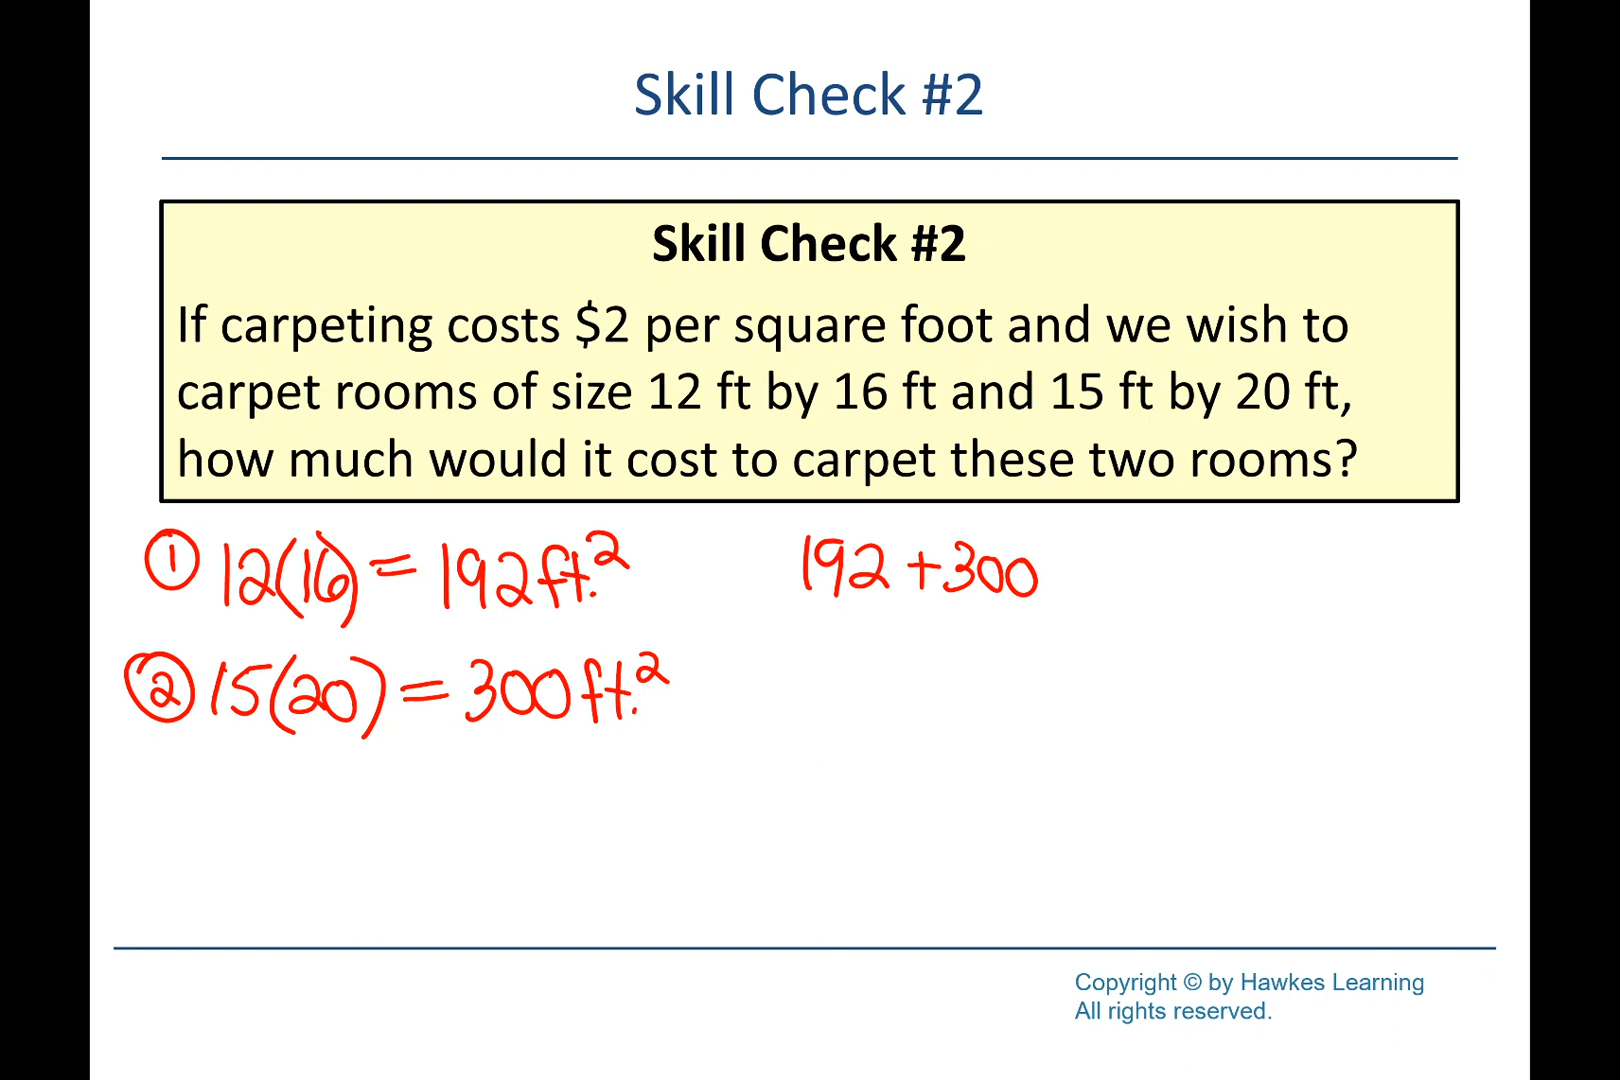 Skill Check #2
Skill Check #2
If carpeting costs $2 per square foot and we wish to
carpet rooms of size 12 ft by 16 ft and 15 ft by 20 ft,
how much would it cost to carpet these two rooms?
① 12(16) = 192 ft.²
192 + 300
② 15(20) = 300 ft.²
Copyright © by Hawkes Learning
All rights reserved.